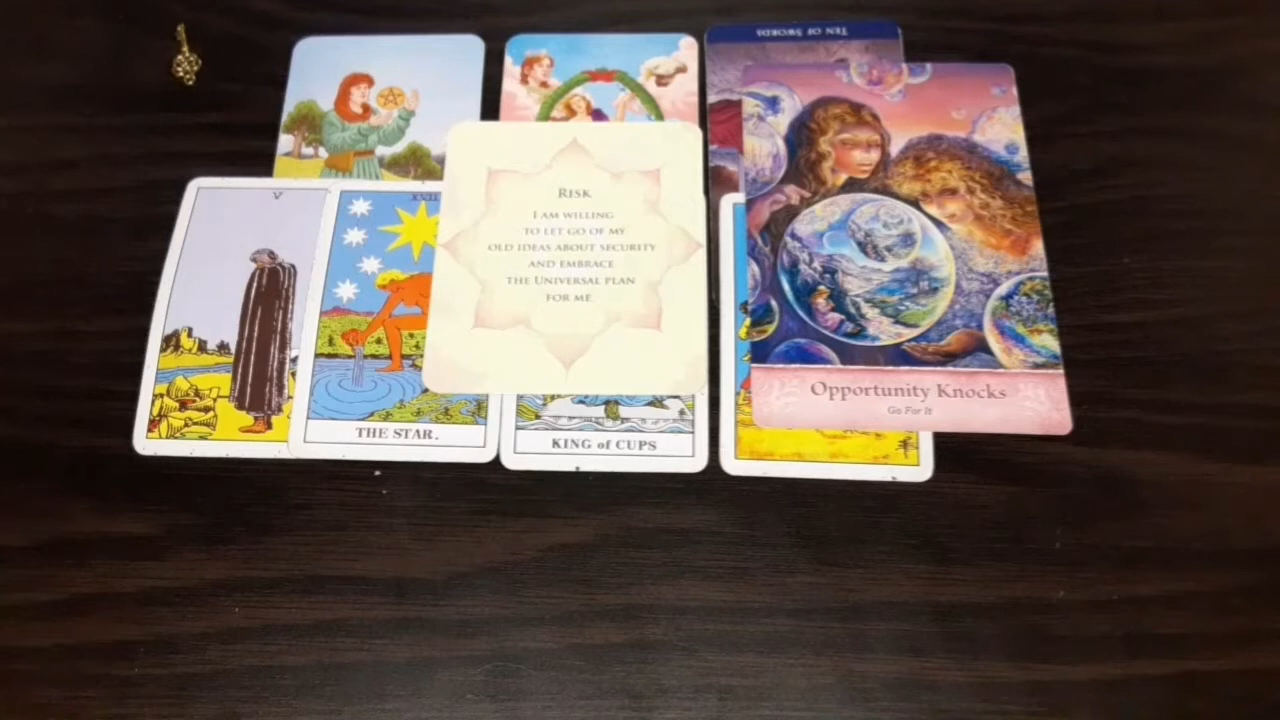 TEN OF SWORDS
V
XVII
THE STAR.
RISK
I AM WILLING
TO LET GO OF MY
OLD IDEAS ABOUT SECURITY
AND EMBRACE
THE UNIVERSAL PLAN
FOR ME
KING of CUPS
Opportunity Knocks
Go For It